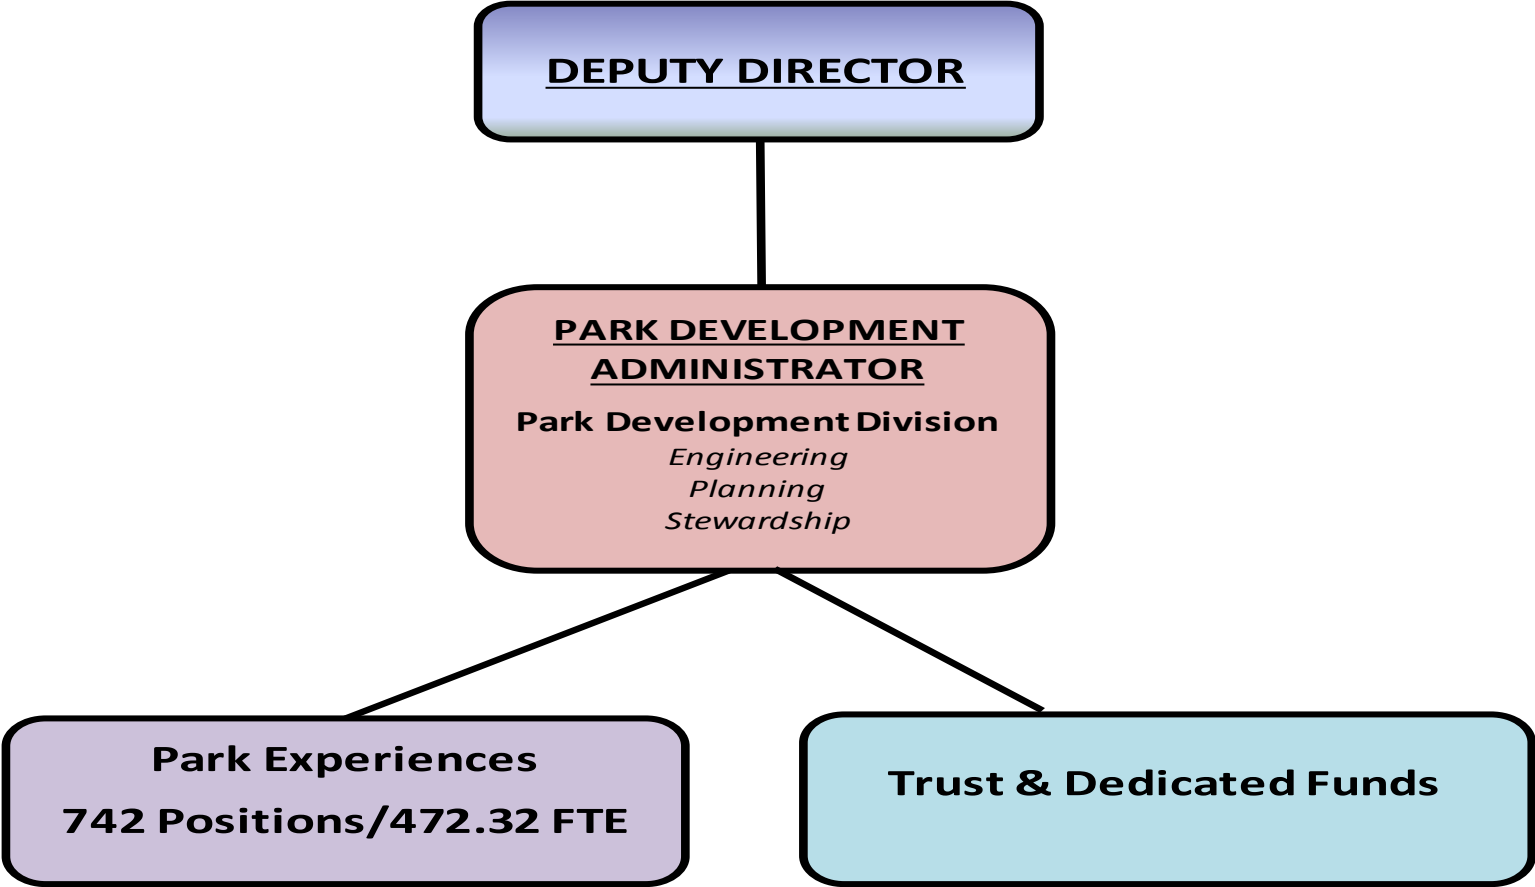 DEPUTY DIRECTOR
PARK DEVELOPMENT
ADMINISTRATOR
Park Development Division
Engineering
Planning
Stewardship
Park Experiences
742 Positions/472.32 FTE
Trust & Dedicated Funds